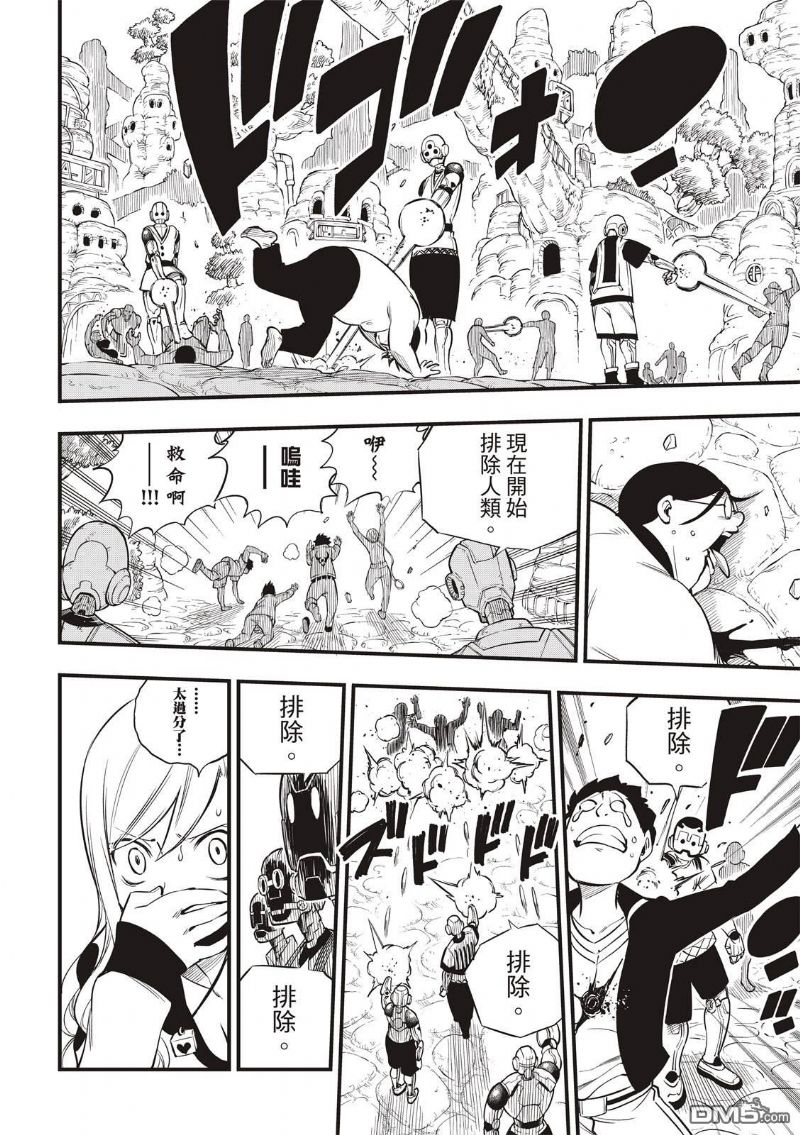 ドドォ
現在開始
排除人類。
咿～
嗚哇
——
救命啊
——!!!
排除。
ズドドド
排除。
排除。
排除。
……
太過分了…
DM5.com